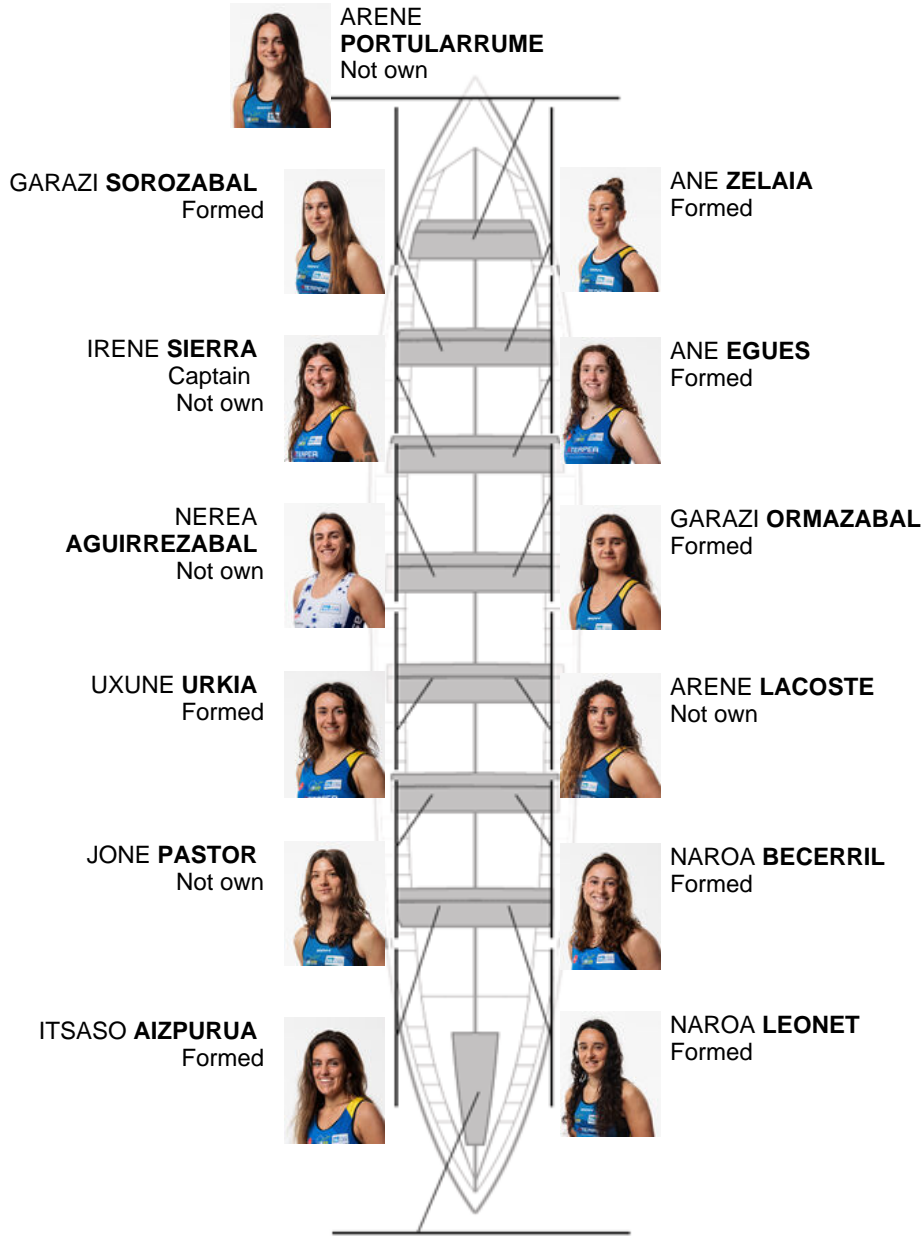 ARENE
PORTULARRUME
Not own
GARAZI SOROZABAL
Formed
ANE ZELAIA
Formed
IRENE SIERRA
Captain
Not own
ANE EGUES
Formed
NEREA
AGUIRREZABAL
Not own
GARAZI ORMAZABAL
Formed
UXUNE URKIA
Formed
ARENE LACOSTE
Not own
JONE PASTOR
Not own
NAROA BECERRIL
Formed
ITSASO AIZPURUA
Formed
NAROA LEONET
Formed